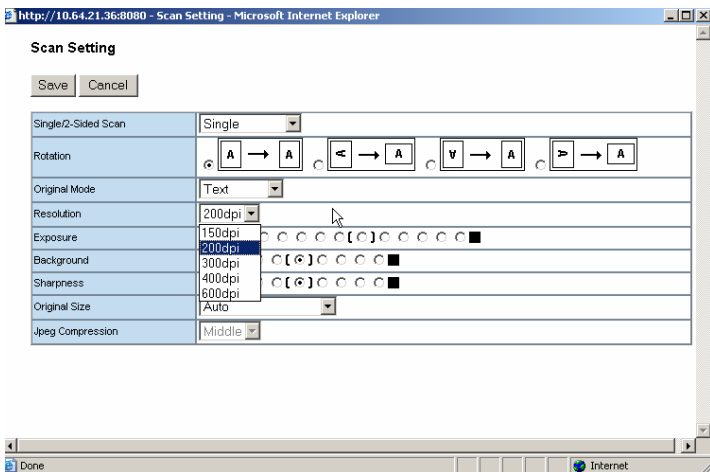 http://10.64.21.36:8080 - Scan Setting - Microsoft Internet Explorer
Scan Setting
Save Cancel
Single/2-Sided Scan Single
Rotation A → A A → A A → A A → A
Original Mode Text
Resolution 200dpi
150dpi
Exposure
200dpi
Background
300dpi
Sharpness
400dpi
600dpi
Original Size Auto
Jpeg Compression Middle
Done Internet